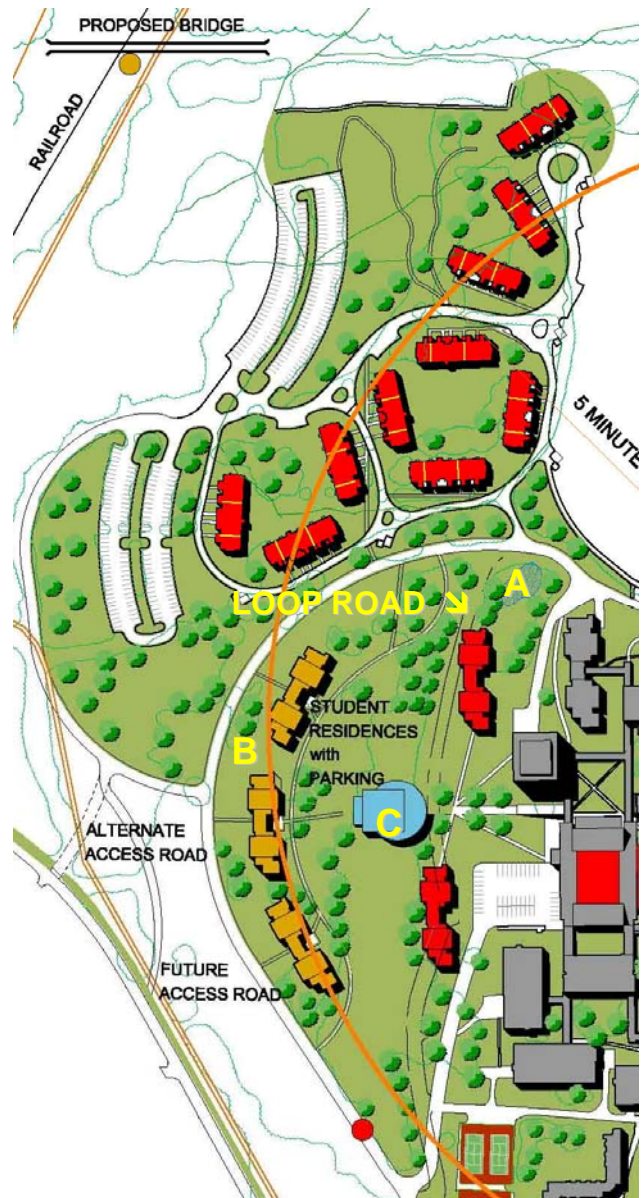 PROPOSED BRIDGE
RAILROAD
5 MINUTE
A
LOOP ROAD
STUDENT
RESIDENCES
with
PARKING
B
C
ALTERNATE
ACCESS ROAD
FUTURE
ACCESS ROAD